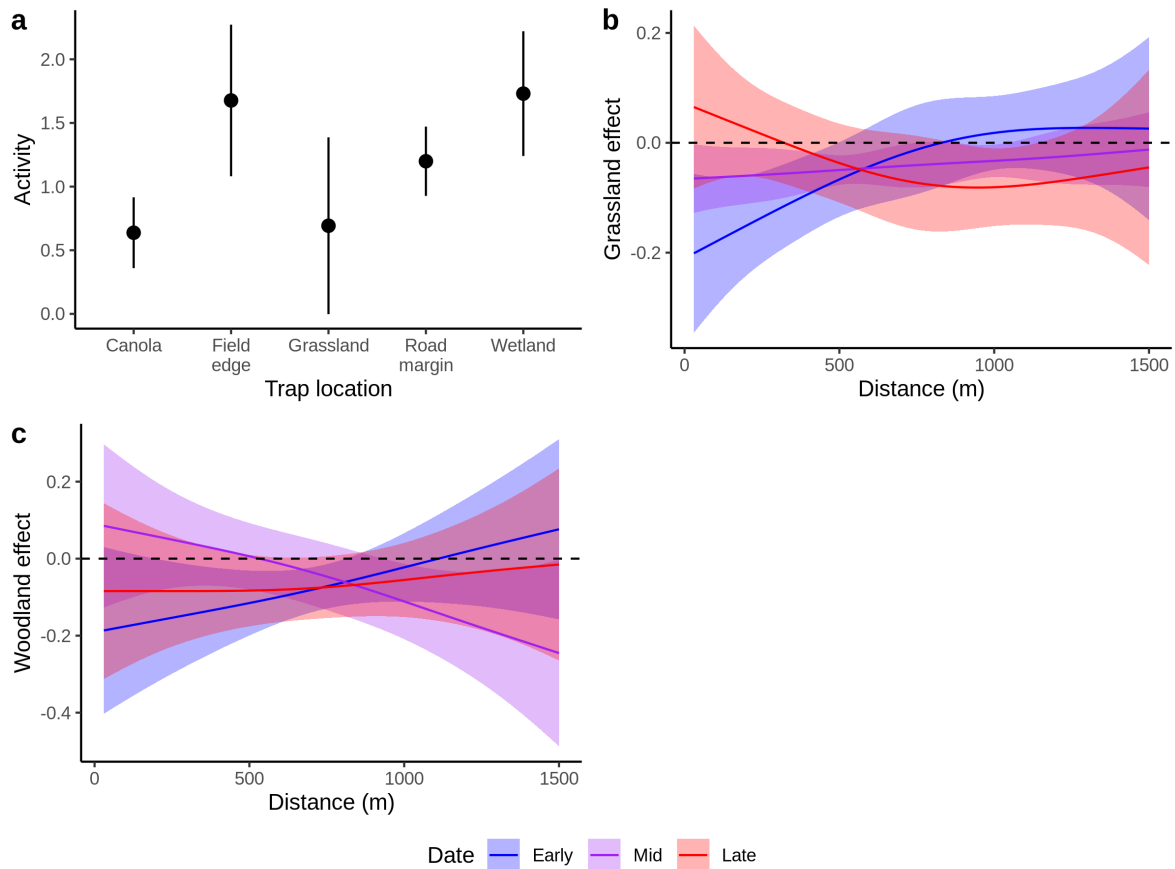 a
Activity
2.0
1.5
1.0
0.5
0.0
Canola
Field
edge
Grassland
Road
margin
Wetland
Trap location
b
Grassland effect
0.2
0.0
-0.2
0
500
1000
1500
Distance (m)
c
Woodland effect
0.2
0.0
-0.2
-0.4
0
500
1000
1500
Distance (m)
Date
Early
Mid
Late